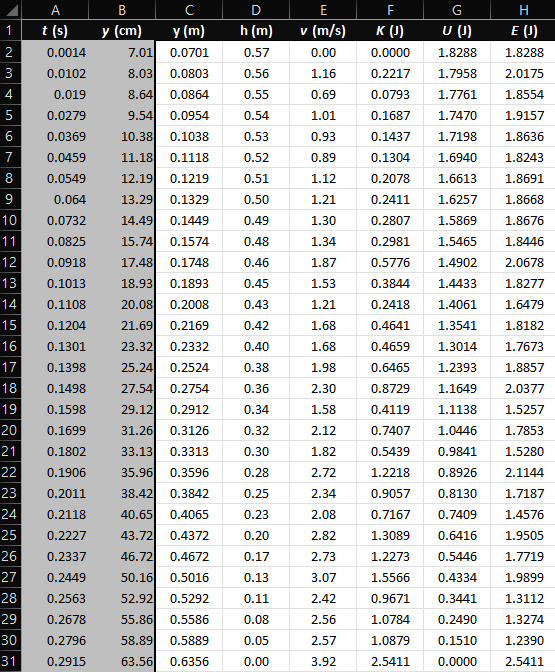 A B C D E F G H
1 t (s) y (cm) y (m) h (m) v (m/s) K (J) U (J) E (J)
2 0.0014 7.01 0.0701 0.57 0.00 0.0000 1.8288 1.8288
3 0.0102 8.03 0.0803 0.56 1.16 0.2217 1.7958 2.0175
4 0.019 8.64 0.0864 0.55 0.69 0.0793 1.7761 1.8554
5 0.0279 9.54 0.0954 0.54 1.01 0.1687 1.7470 1.9157
6 0.0369 10.38 0.1038 0.53 0.93 0.1437 1.7198 1.8636
7 0.0459 11.18 0.1118 0.52 0.89 0.1304 1.6940 1.8243
8 0.0549 12.19 0.1219 0.51 1.12 0.2078 1.6613 1.8691
9 0.064 13.29 0.1329 0.50 1.21 0.2411 1.6257 1.8668
10 0.0732 14.49 0.1449 0.49 1.30 0.2807 1.5869 1.8676
11 0.0825 15.74 0.1574 0.48 1.34 0.2981 1.5465 1.8446
12 0.0918 17.48 0.1748 0.46 1.87 0.5776 1.4902 2.0678
13 0.1013 18.93 0.1893 0.45 1.53 0.3844 1.4433 1.8277
14 0.1108 20.08 0.2008 0.43 1.21 0.2418 1.4061 1.6479
15 0.1204 21.69 0.2169 0.42 1.68 0.4641 1.3541 1.8182
16 0.1301 23.32 0.2332 0.40 1.68 0.4659 1.3014 1.7673
17 0.1398 25.24 0.2524 0.38 1.98 0.6465 1.2393 1.8857
18 0.1498 27.54 0.2754 0.36 2.30 0.8729 1.1649 2.0377
19 0.1598 29.12 0.2912 0.34 1.58 0.4119 1.1138 1.5257
20 0.1699 31.26 0.3126 0.32 2.12 0.7407 1.0446 1.7853
21 0.1802 33.13 0.3313 0.30 1.82 0.5439 0.9841 1.5280
22 0.1906 35.96 0.3596 0.28 2.72 1.2218 0.8926 2.1144
23 0.2011 38.42 0.3842 0.25 2.34 0.9057 0.8130 1.7187
24 0.2118 40.65 0.4065 0.23 2.08 0.7167 0.7409 1.4576
25 0.2227 43.72 0.4372 0.20 2.82 1.3089 0.6416 1.9505
26 0.2337 46.72 0.4672 0.17 2.73 1.2273 0.5446 1.7719
27 0.2449 50.16 0.5016 0.13 3.07 1.5566 0.4334 1.9899
28 0.2563 52.92 0.5292 0.11 2.42 0.9671 0.3441 1.3112
29 0.2678 55.86 0.5586 0.08 2.56 1.0784 0.2490 1.3274
30 0.2796 58.89 0.5889 0.05 2.57 1.0879 0.1510 1.2390
31 0.2915 63.56 0.6356 0.00 3.92 2.5411 0.0000 2.5411